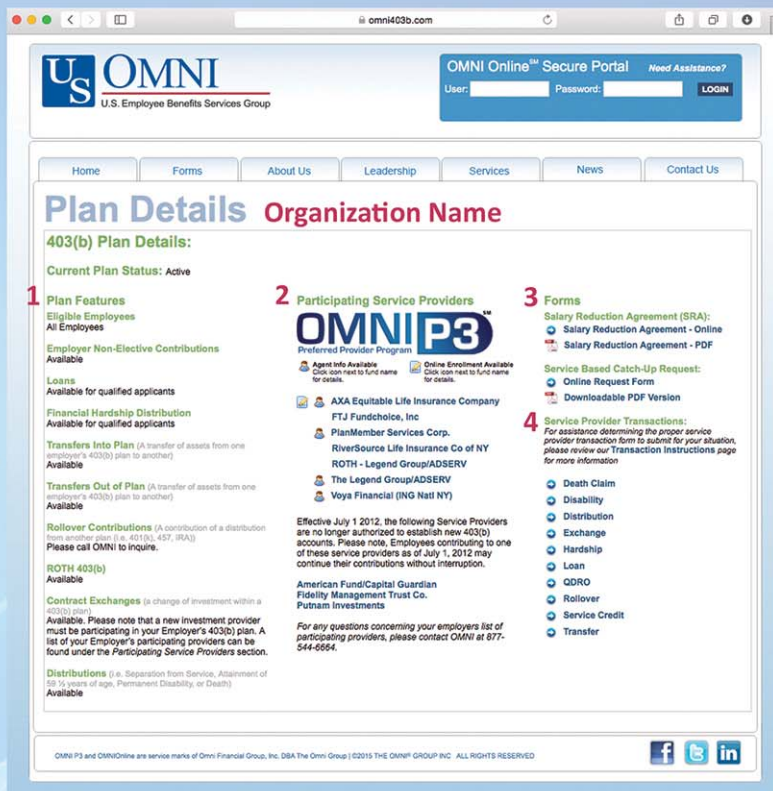 omni403b.com
US OMNI
U.S. Employee Benefits Services Group
OMNI Online℠ Secure Portal Need Assistance?
User: Password: LOGIN
Home Forms About Us Leadership Services News Contact Us
Plan Details Organization Name
403(b) Plan Details:
Current Plan Status: Active
1 Plan Features
Eligible Employees
All Employees
Employer Non-Elective Contributions
Available
Loans
Available for qualified applicants
Financial Hardship Distribution
Available for qualified applicants
Transfers Into Plan (A transfer of assets from one
employer's 403(b) plan to another)
Available
Transfers Out of Plan (A transfer of assets from one
employer's 403(b) plan to another)
Available
Rollover Contributions (A contribution of a distribution
from another plan (i.e. 401(k), 457, IRA))
Please call OMNI to inquire.
ROTH 403(b)
Available
Contract Exchanges (a change of investment within a
403(b) plan)
Available. Please note that a new investment provider
must be participating in your Employer's 403(b) plan. A
list of your Employer's participating providers can be
found under the Participating Service Providers section.
Distributions (i.e. Separation from Service, Attainment of
59 ½ years of age, Permanent Disability, or Death)
Available
2 Participating Service Providers
OMNI P3 SM
Preferred Provider Program
Agent Info Available
Click icon next to fund name
for details.
Online Enrollment Available
Click icon next to fund name
for details.
AXA Equitable Life Insurance Company
FTJ Fundchoice, Inc
PlanMember Services Corp.
RiverSource Life Insurance Co of NY
ROTH - Legend Group/ADSERV
The Legend Group/ADSERV
Voya Financial (ING Natl NY)
Effective July 1 2012, the following Service Providers
are no longer authorized to establish new 403(b)
accounts. Please note, Employees contributing to one
of these service providers as of July 1, 2012 may
continue their contributions without interruption.
American Fund/Capital Guardian
Fidelity Management Trust Co.
Putnam Investments
For any questions concerning your employers list of
participating providers, please contact OMNI at 877-
544-6664.
3 Forms
Salary Reduction Agreement (SRA):
Salary Reduction Agreement - Online
Salary Reduction Agreement - PDF
Service Based Catch-Up Request:
Online Request Form
Downloadable PDF Version
4 Service Provider Transactions:
For assistance determining the proper service
provider transaction form to submit for your situation,
please review our Transaction Instructions page
for more information
Death Claim
Disability
Distribution
Exchange
Hardship
Loan
QDRO
Rollover
Service Credit
Transfer
OMNI P3 and OMNIOnline are service marks of Omni Financial Group, Inc. DBA The Omni Group | ©2015 THE OMNI® GROUP INC ALL RIGHTS RESERVED